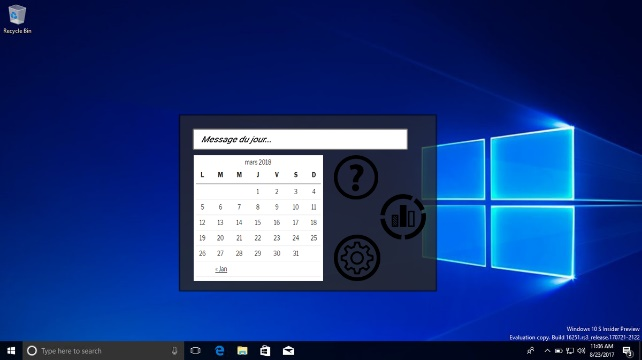 Recycle Bin
Message du jour...
mars 2018
L M M J V S D
1 2 3 4
5 6 7 8 9 10 11
12 13 14 15 16 17 18
19 20 21 22 23 24 25
26 27 28 29 30 31
« Jan
?
Windows 10 S Insider Preview
Evaluation copy. Build 16251.rs3_release.170721-2122
Type here to search
11:06 AM
8/23/2017